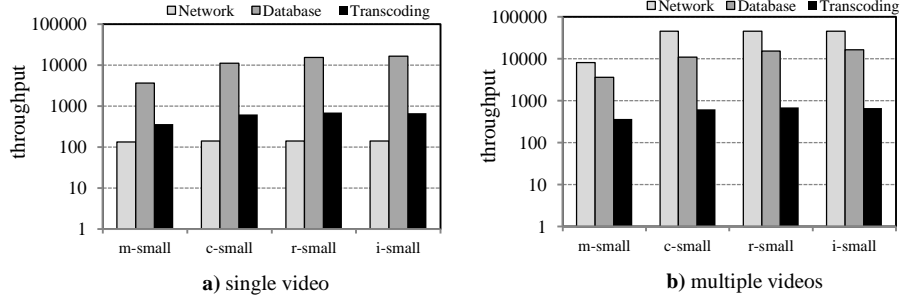 Network Database Transcoding
throughput
100000
10000
1000
100
10
1
m-small c-small r-small i-small
a) single video
Network Database Transcoding
throughput
100000
10000
1000
100
10
1
m-small c-small r-small i-small
b) multiple videos